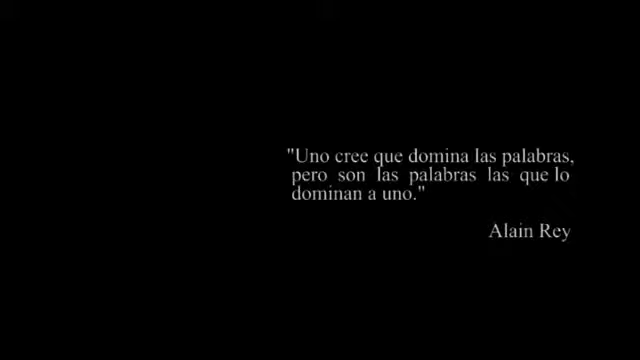 "Uno cree que domina las palabras,
pero son las palabras las que lo
dominan a uno."
Alain Rey